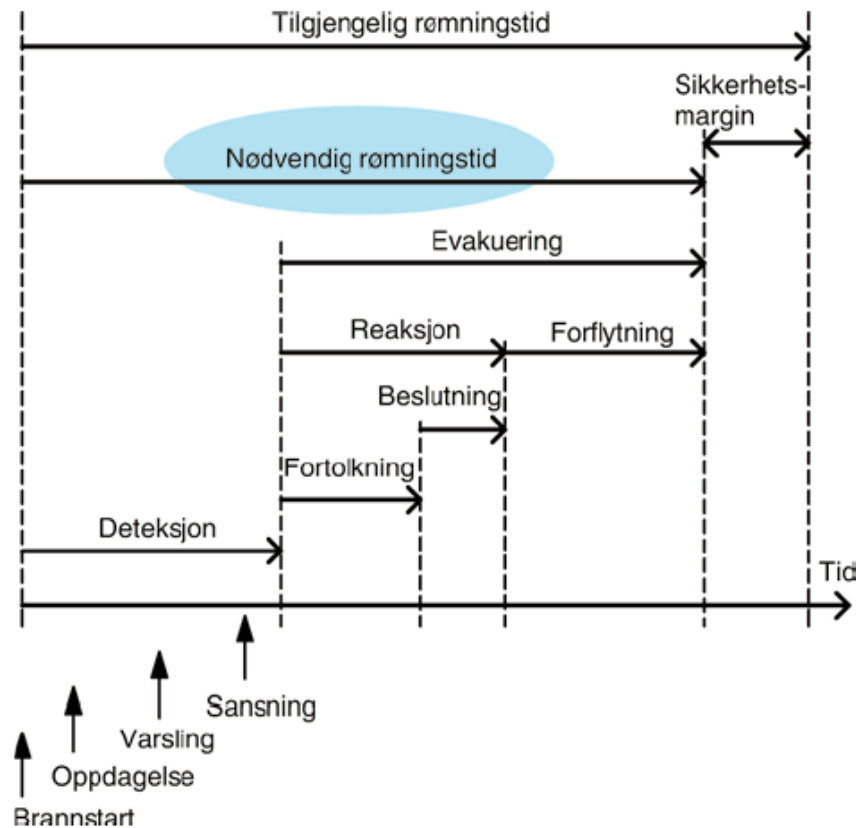 Tilgjengelig rømningstid
Sikkerhets-
margin
Nødvendig rømningstid
Evakuering
Reaksjon
Forflytning
Beslutning
Fortolkning
Deteksjon
Tid
Sansning
Varsling
Oppdagelse
Brannstart